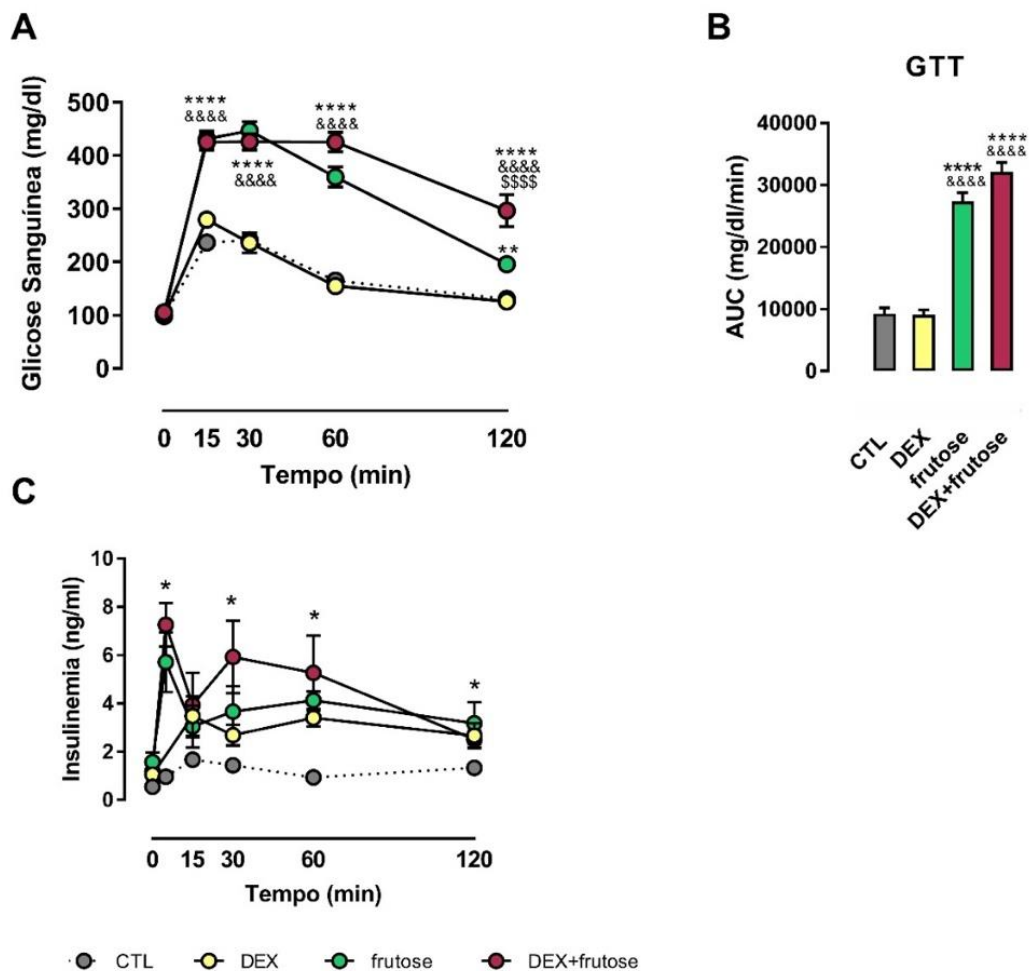 A
Glicose Sanguínea (mg/dl)
500
400
300
200
100
0
****
&&&&
****
&&&&
****
&&&&
****
&&&&
$$$$
**
0 15 30 60 120
Tempo (min)
B
GTT
AUC (mg/dl/min)
40000
30000
20000
10000
0
****
&&&&
****
&&&&
CTL
DEX
frutose
DEX+frutose
C
Insulinemia (ng/ml)
10
8
6
4
2
0
*
*
*
*
0 15 30 60 120
Tempo (min)
CTL DEX frutose DEX+frutose